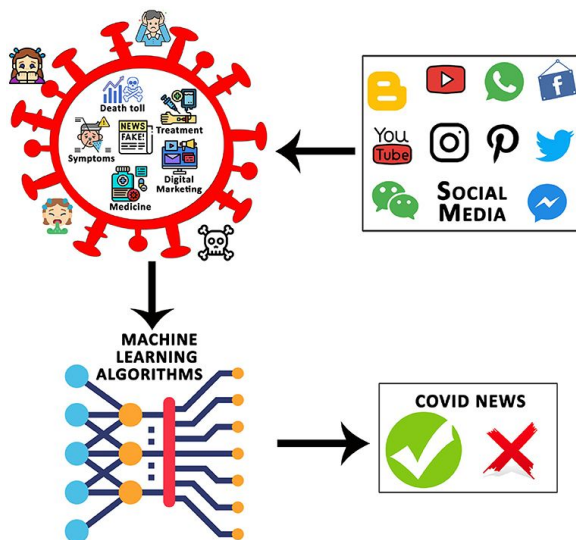 Death toll
NEWS
FAKE!
Treatment
Symptoms
Digital
Marketing
Medicine
You
Tube
f
SOCIAL
MEDIA
MACHINE
LEARNING
ALGORITHMS
COVID NEWS